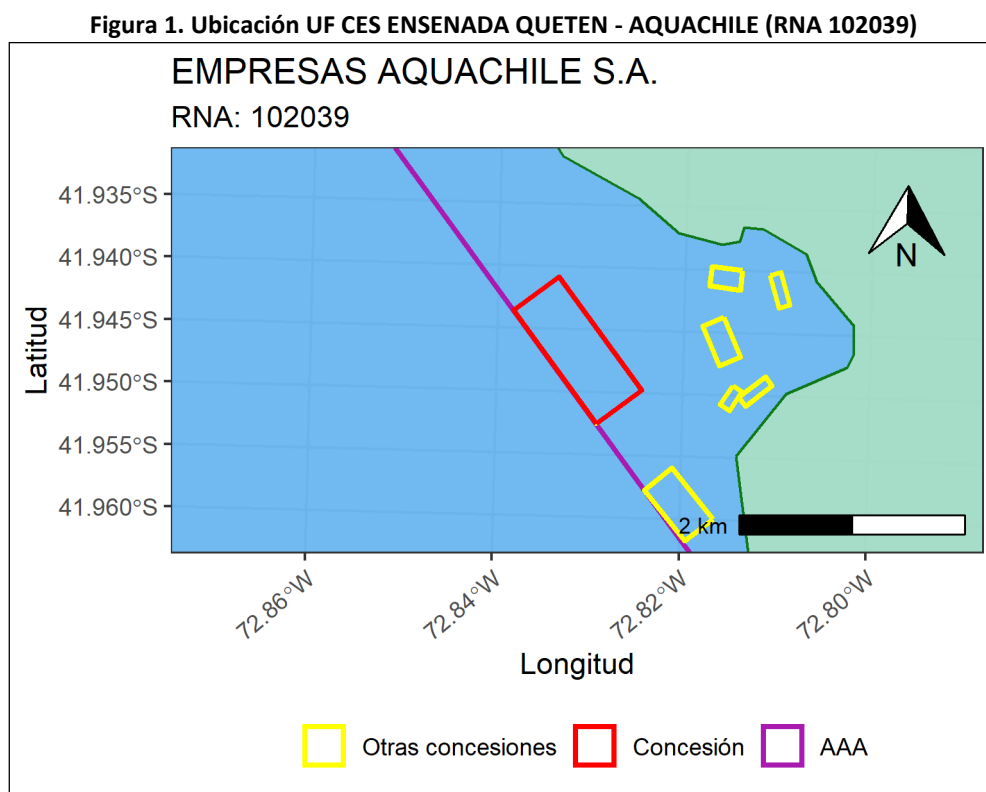 Figura 1. Ubicación UF CES ENSENADA QUETEN - AQUACHILE (RNA 102039)
EMPRESAS AQUACHILE S.A.
RNA: 102039
41.935°S
41.940°S
41.945°S
41.950°S
41.955°S
41.960°S
Latitud
N
2 km
72.86°W
72.84°W
72.82°W
72.80°W
Longitud
Otras concesiones
Concesión
AAA